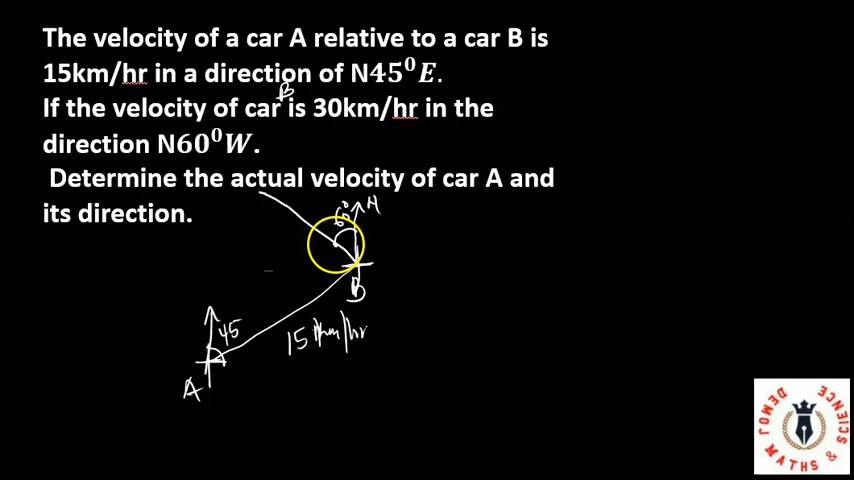 The velocity of a car A relative to a car B is
15km/hr in a direction of N45⁰E.
B
If the velocity of car is 30km/hr in the
direction N60⁰W.
Determine the actual velocity of car A and
its direction.
60° N
B
45
15 km/hr
A
DEMOJ MATHS & SCIENCE